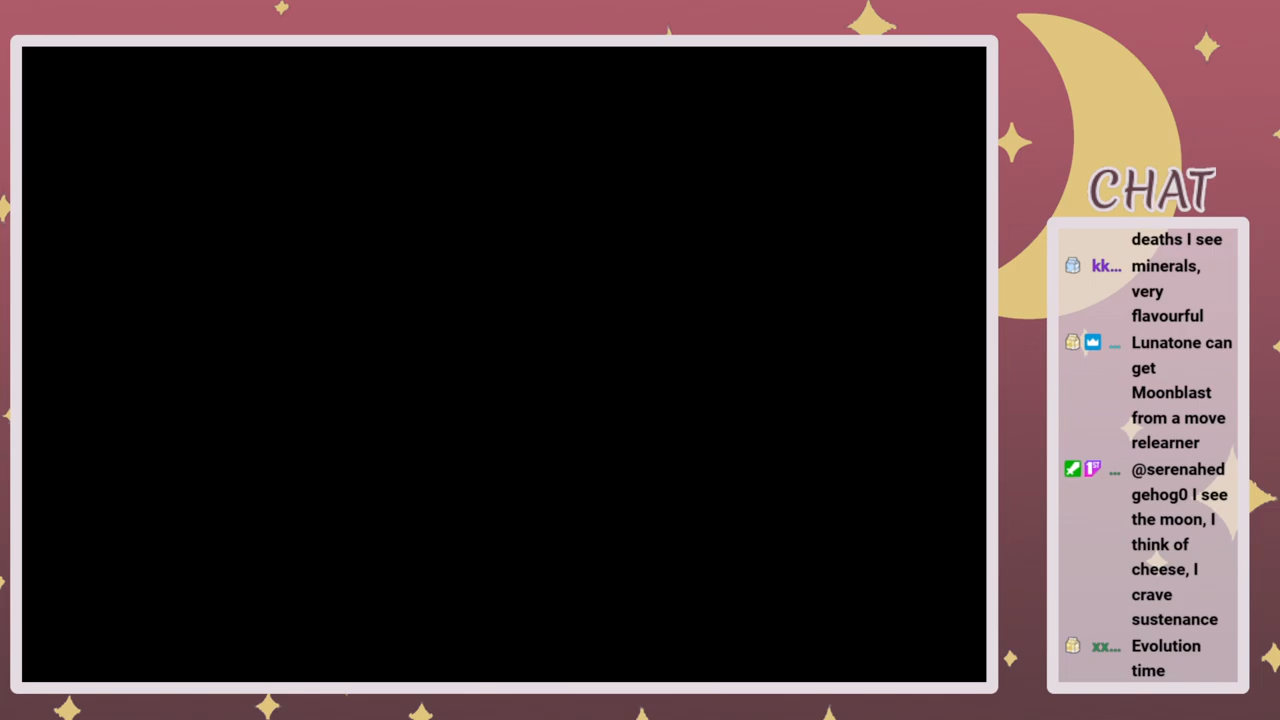 CHAT
deaths I see
kk... minerals,
very
flavourful
... Lunatone can
get
Moonblast
from a move
relearner
1ST ... @serenahed
gehog0 I see
the moon, I
think of
cheese, I
crave
sustenance
xx... Evolution
time